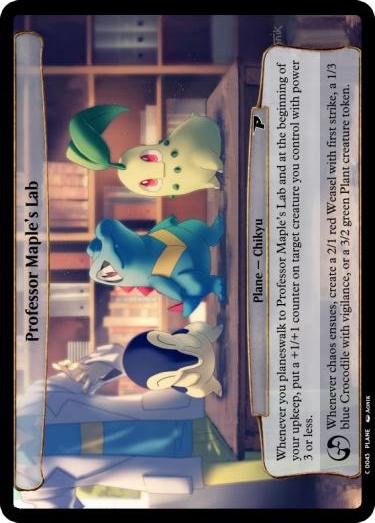 Professor Maple's Lab
Plane – Chikyu
Whenever you planeswalk to Professor Maple's Lab and at the beginning of
your upkeep, put a +1/+1 counter on target creature you control with power
3 or less.
Whenever chaos ensues, create a 2/1 red Weasel with first strike, a 1/3
blue Crocodile with vigilance, or a 3/2 green Plant creature token.
C 0043 PLANE AONIK